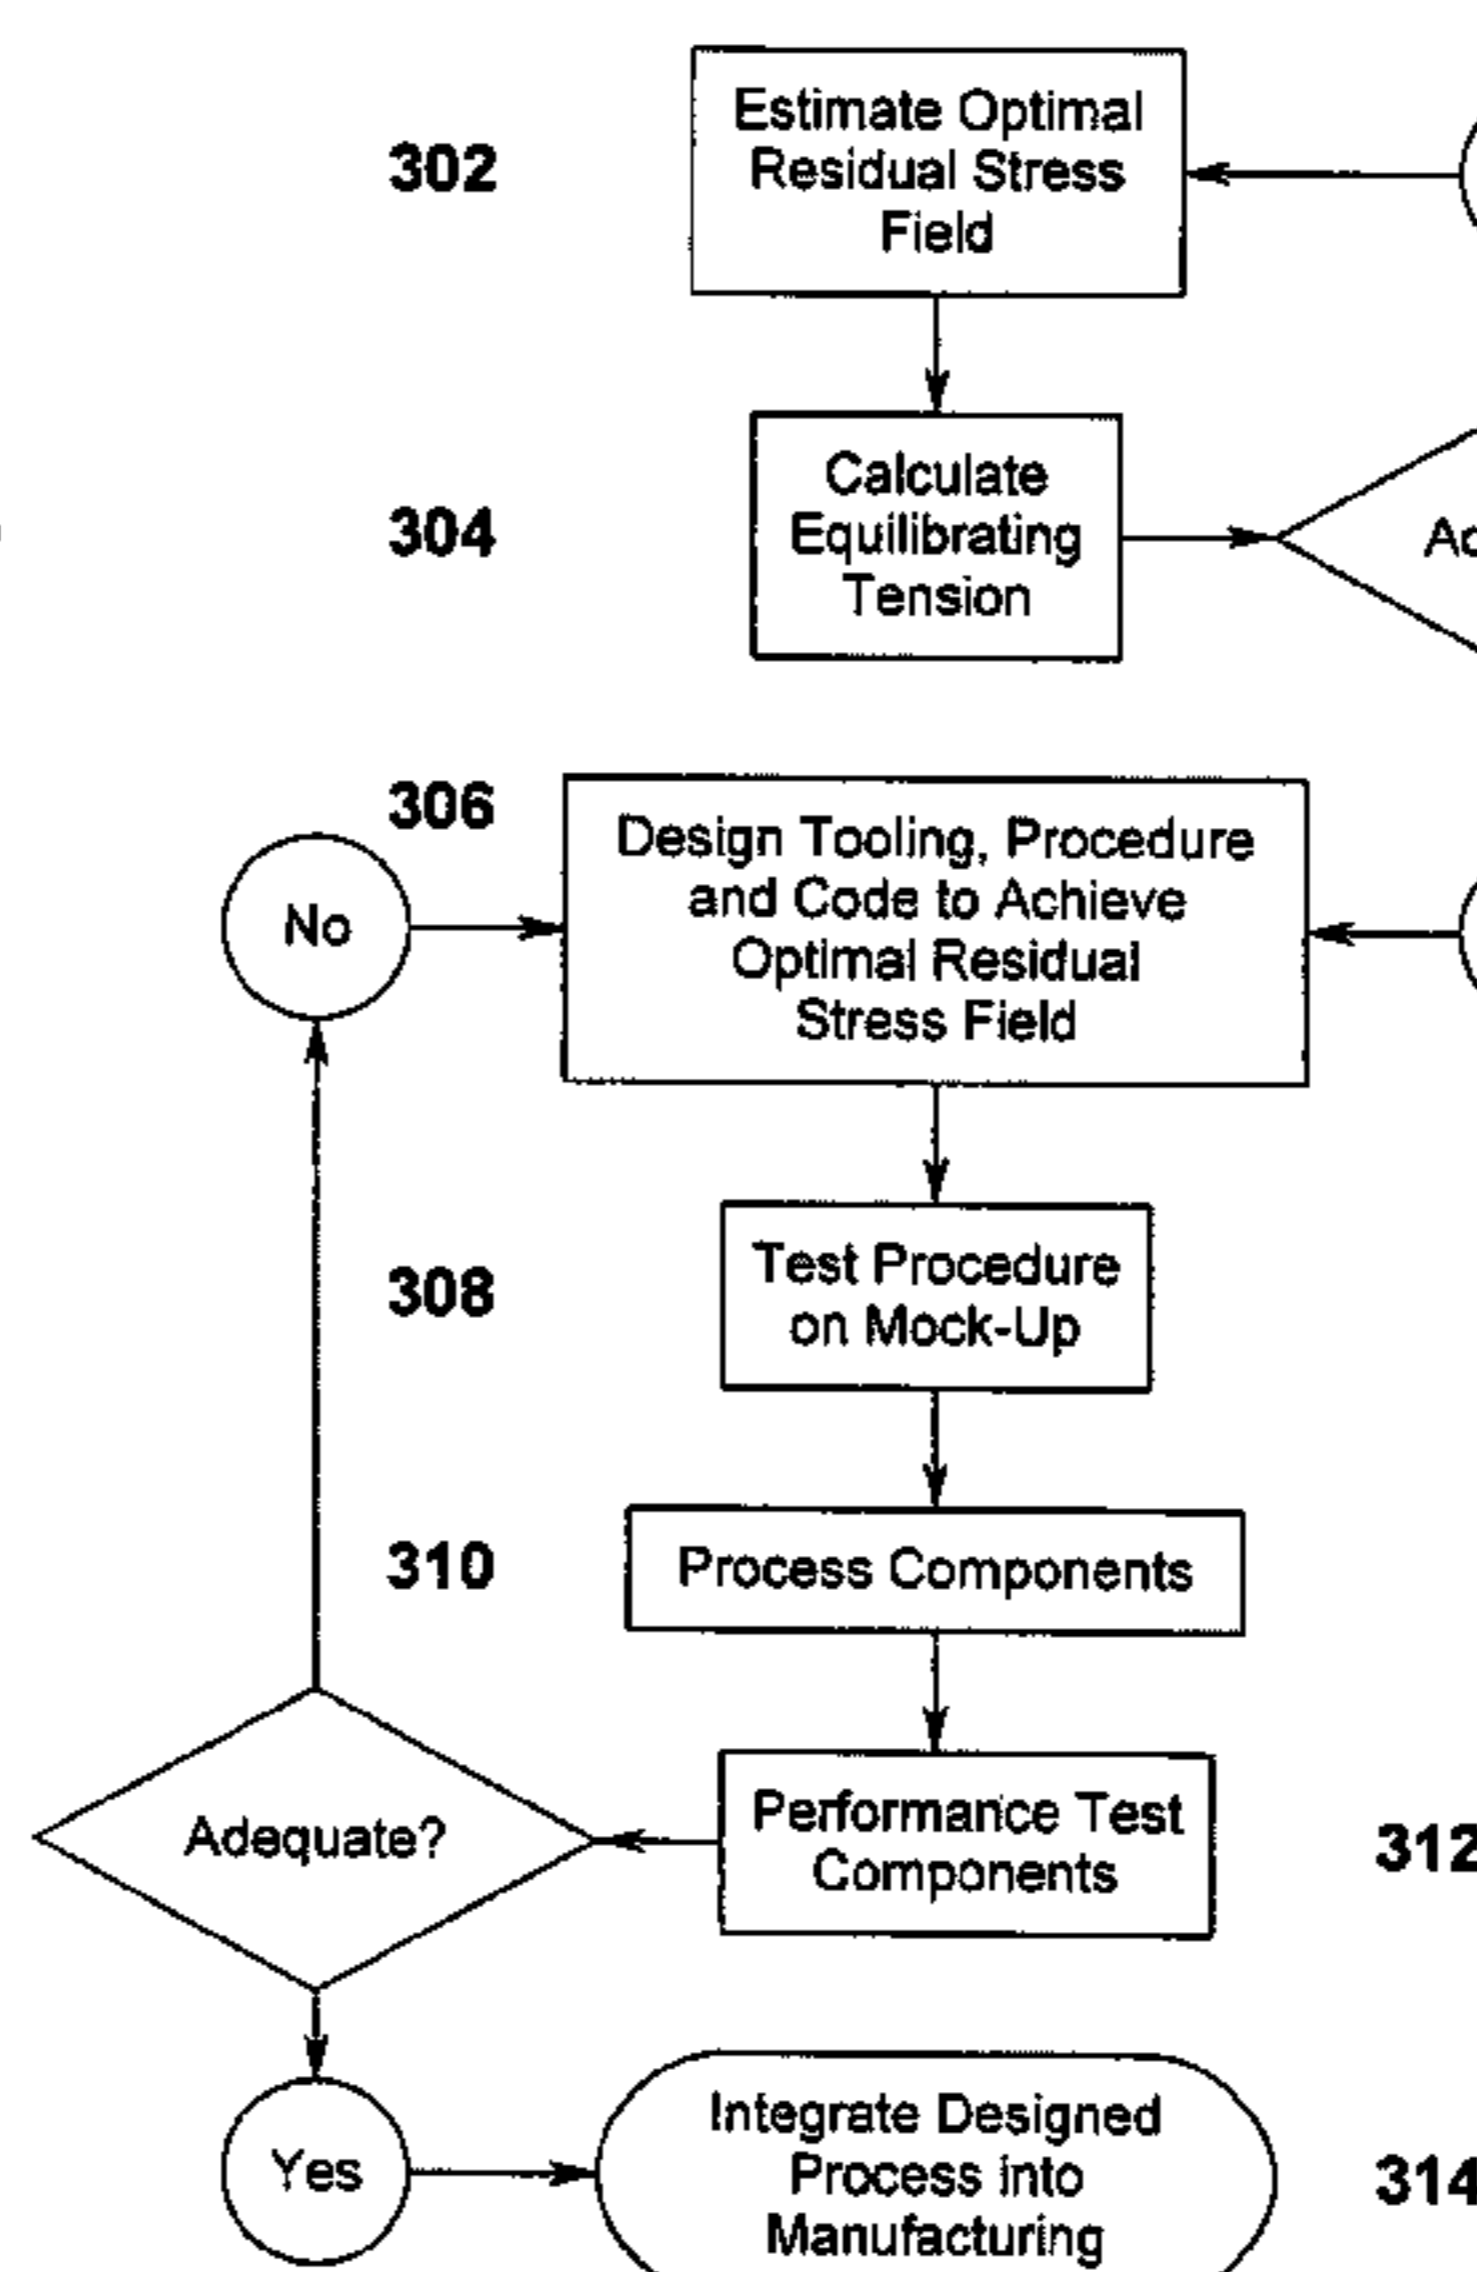 302
Estimate Optimal
Residual Stress
Field
304
Calculate
Equilibrating
Tension
306
No
Design Tooling, Procedure
and Code to Achieve
Optimal Residual
Stress Field
308
Test Procedure
on Mock-Up
310
Process Components
Adequate?
Performance Test
Components
312
Yes
Integrate Designed
Process into
Manufacturing
314